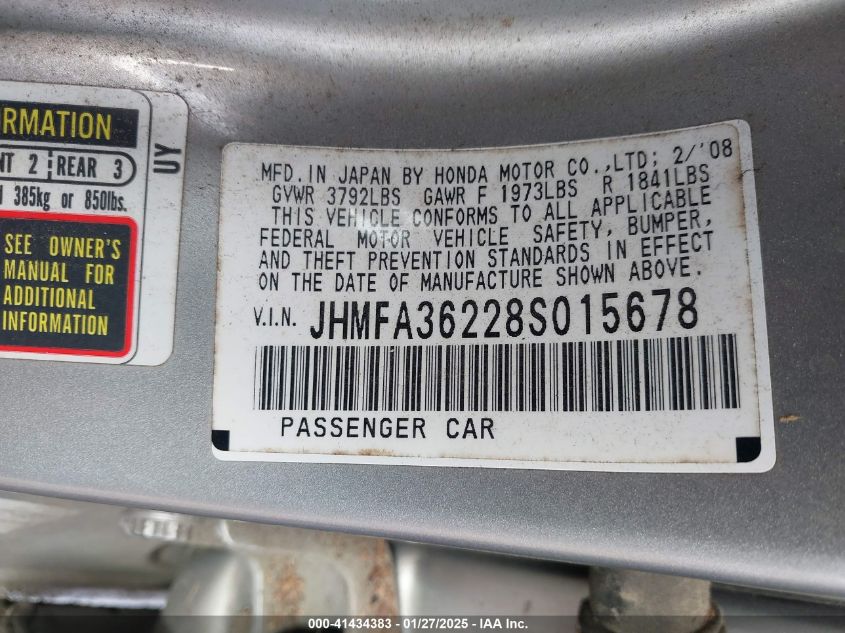 RMATION
NT 2 REAR 3
385kg or 850lbs.
SEE OWNER'S
MANUAL FOR
ADDITIONAL
INFORMATION
UY
MFD. IN JAPAN BY HONDA MOTOR CO.,LTD; 2/'08
GVWR 3792LBS GAWR F 1973LBS R 1841LBS
THIS VEHICLE CONFORMS TO ALL APPLICABLE
FEDERAL MOTOR VEHICLE SAFETY, BUMPER,
AND THEFT PREVENTION STANDARDS IN EFFECT
ON THE DATE OF MANUFACTURE SHOWN ABOVE.
V.I.N. JHMFA36228S015678
PASSENGER CAR
000-41434383 - 01/27/2025 - IAA Inc.